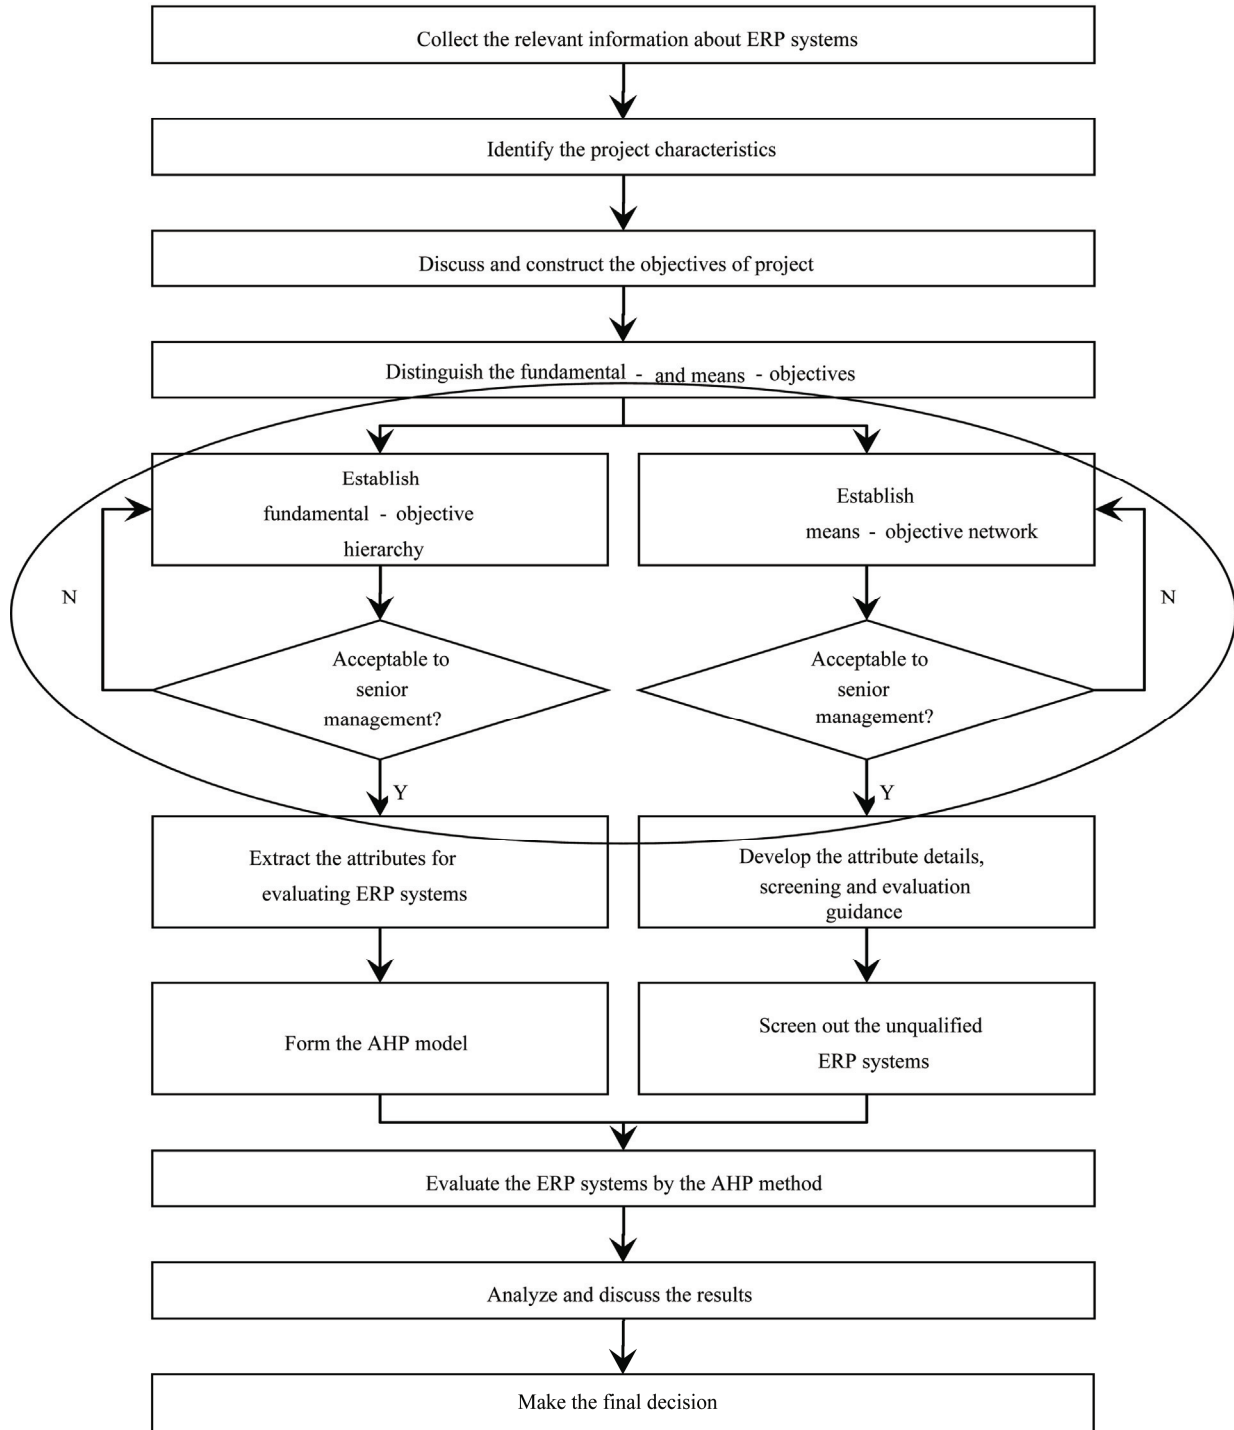 Collect the relevant information about ERP systems
Identify the project characteristics
Discuss and construct the objectives of project
Distinguish the fundamental - and means - objectives
Establish
fundamental - objective
hierarchy
Establish
means - objective network
N
N
Acceptable to
senior
management?
Acceptable to
senior
management?
Y
Y
Extract the attributes for
evaluating ERP systems
Develop the attribute details,
screening and evaluation
guidance
Form the AHP model
Screen out the unqualified
ERP systems
Evaluate the ERP systems by the AHP method
Analyze and discuss the results
Make the final decision